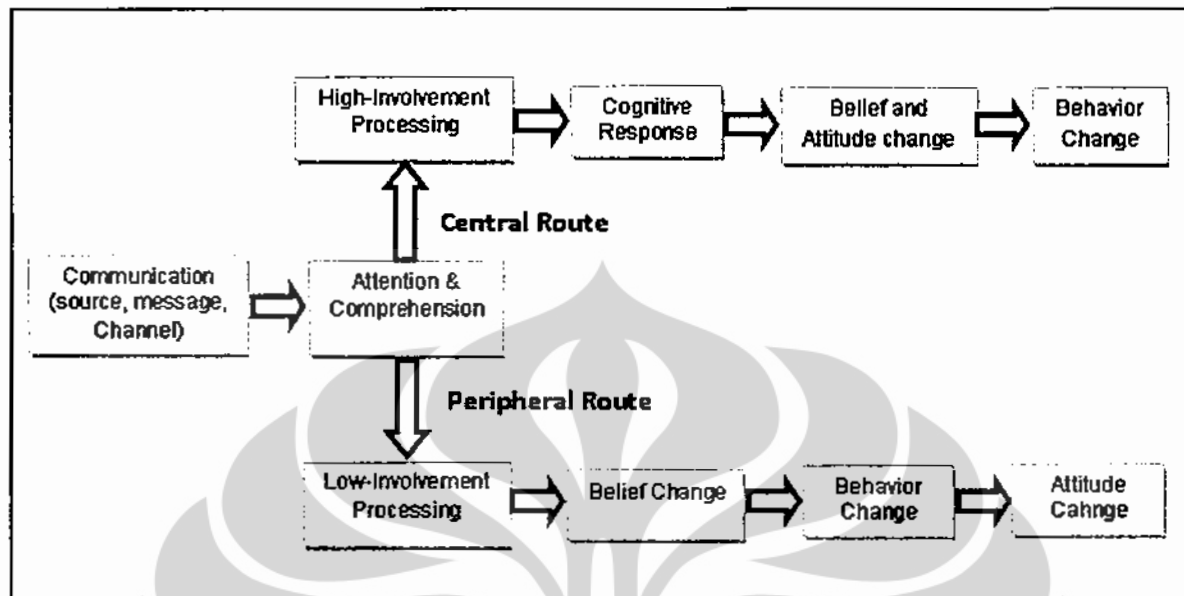 High-Involvement
Processing
Cognitive
Response
Belief and
Attitude change
Behavior
Change
Central Route
Communication
(source, message,
Channel)
Attention &
Comprehension
Peripheral Route
Low-Involvement
Processing
Belief Change
Behavior
Change
Attitude
Cahnge